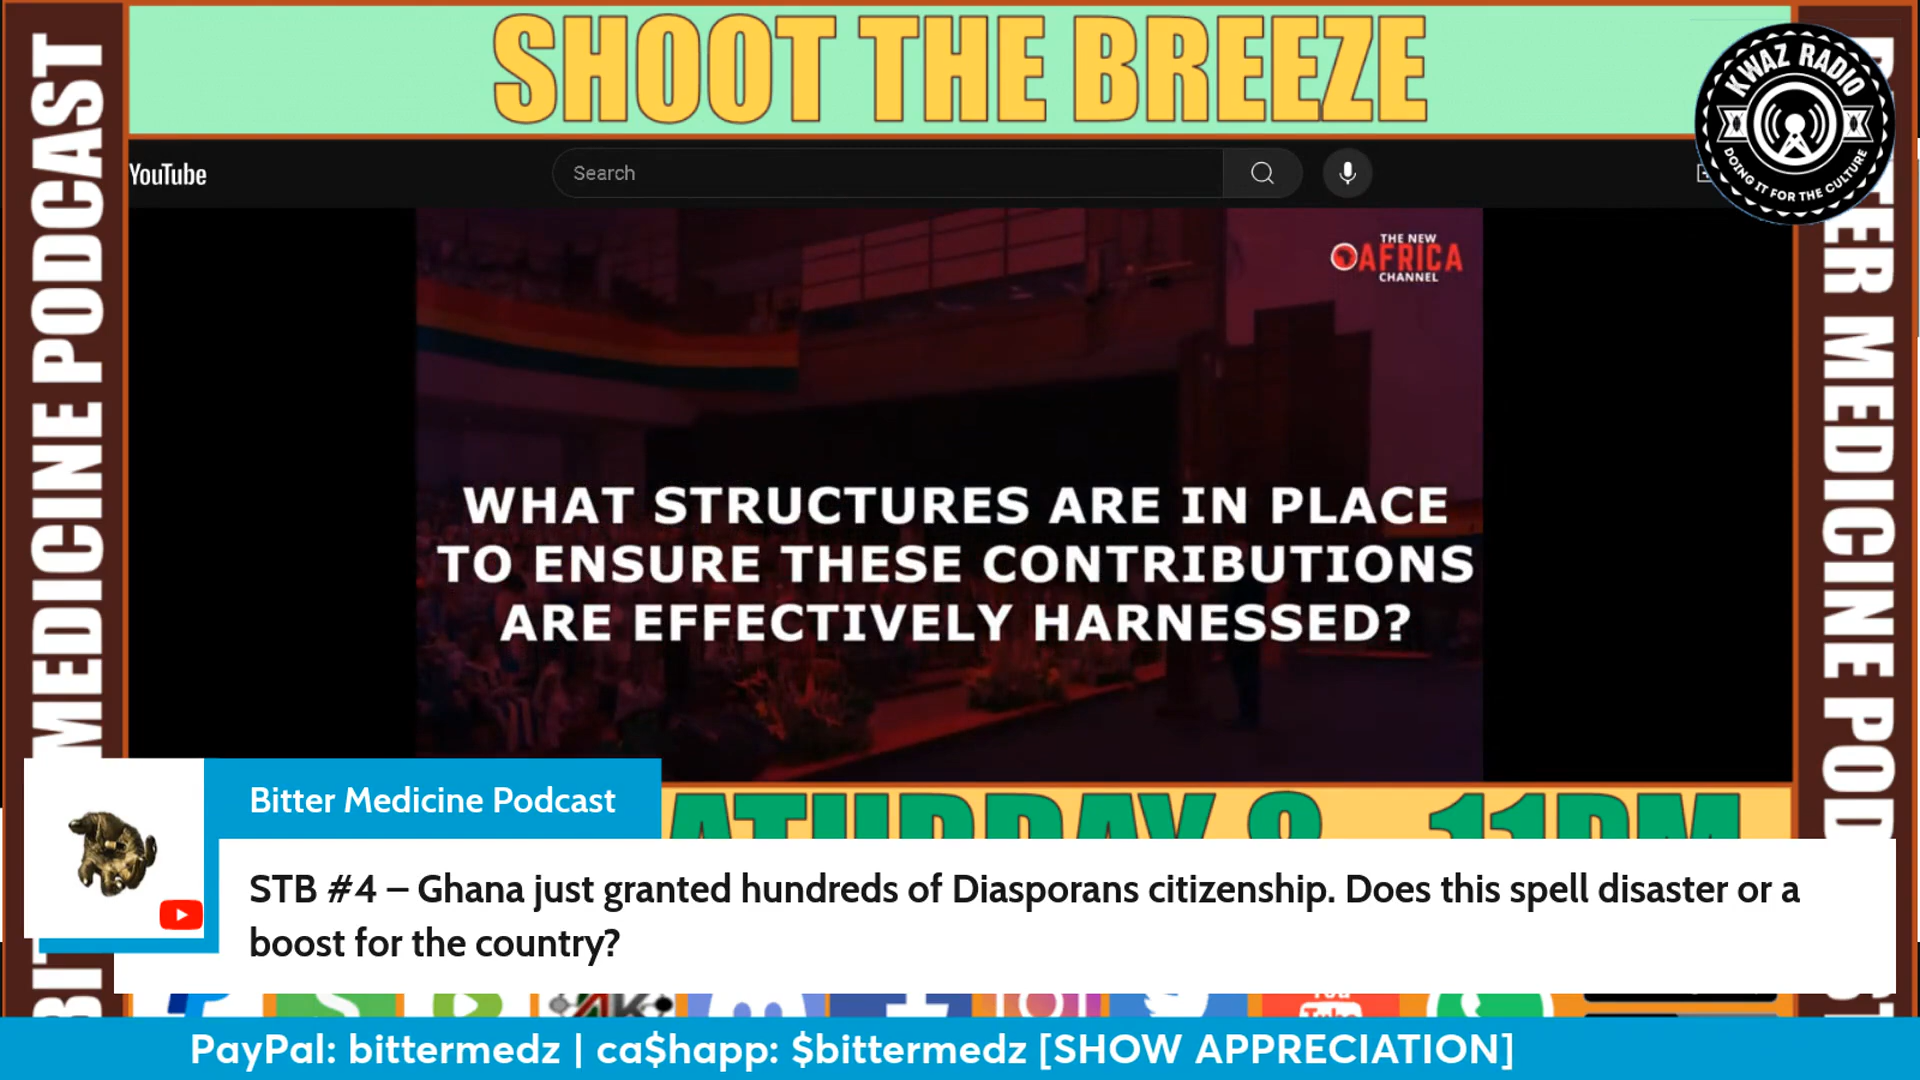 SHOOT THE BREEZE
KWAZ RADIO
DOING IT FOR THE CULTURE
MEDICINE PODCAST
YouTube
Search
THE NEW
AFRICA
CHANNEL
WHAT STRUCTURES ARE IN PLACE
TO ENSURE THESE CONTRIBUTIONS
ARE EFFECTIVELY HARNESSED?
MEDICINE
Bitter Medicine Podcast
STB #4 – Ghana just granted hundreds of Diasporans citizenship. Does this spell disaster or a
boost for the country?
PayPal: bittermedz | ca$happ: $bittermedz [SHOW APPRECIATION]